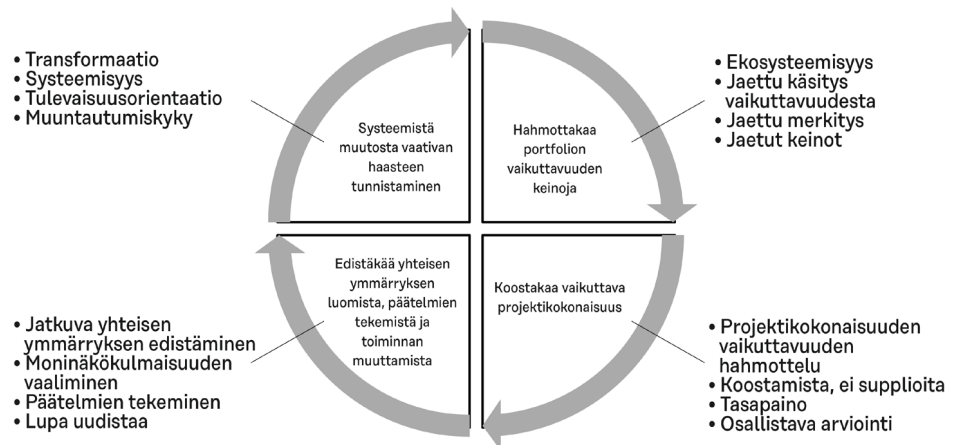 • Transformaatio
• Systeemisyys
• Tulevaisuusorientaatio
• Muuntautumiskyky
Systeemistä
muutosta vaativan
haasteen
tunnistaminen
Hahmottakaa
portfolion
vaikuttavuuden
keinoja
• Ekosysteemisyys
• Jaettu käsitys
vaikuttavuudesta
• Jaettu merkitys
• Jaetut keinot
• Jatkuva yhteisen
ymmärryksen edistäminen
• Moninäkökulmaisuuden
vaaliminen
• Päätelmien tekeminen
• Lupa uudistaa
Edistäkää yhteisen
ymmärryksen
luomista, päätelmien
tekemistä ja
toiminnan
muuttamista
Koostakaa vaikuttava
projektikokonaisuus
• Projektikokonaisuuden
vaikuttavuuden
hahmottelu
• Koostamista, ei supplioita
• Tasapaino
• Osallistava arviointi